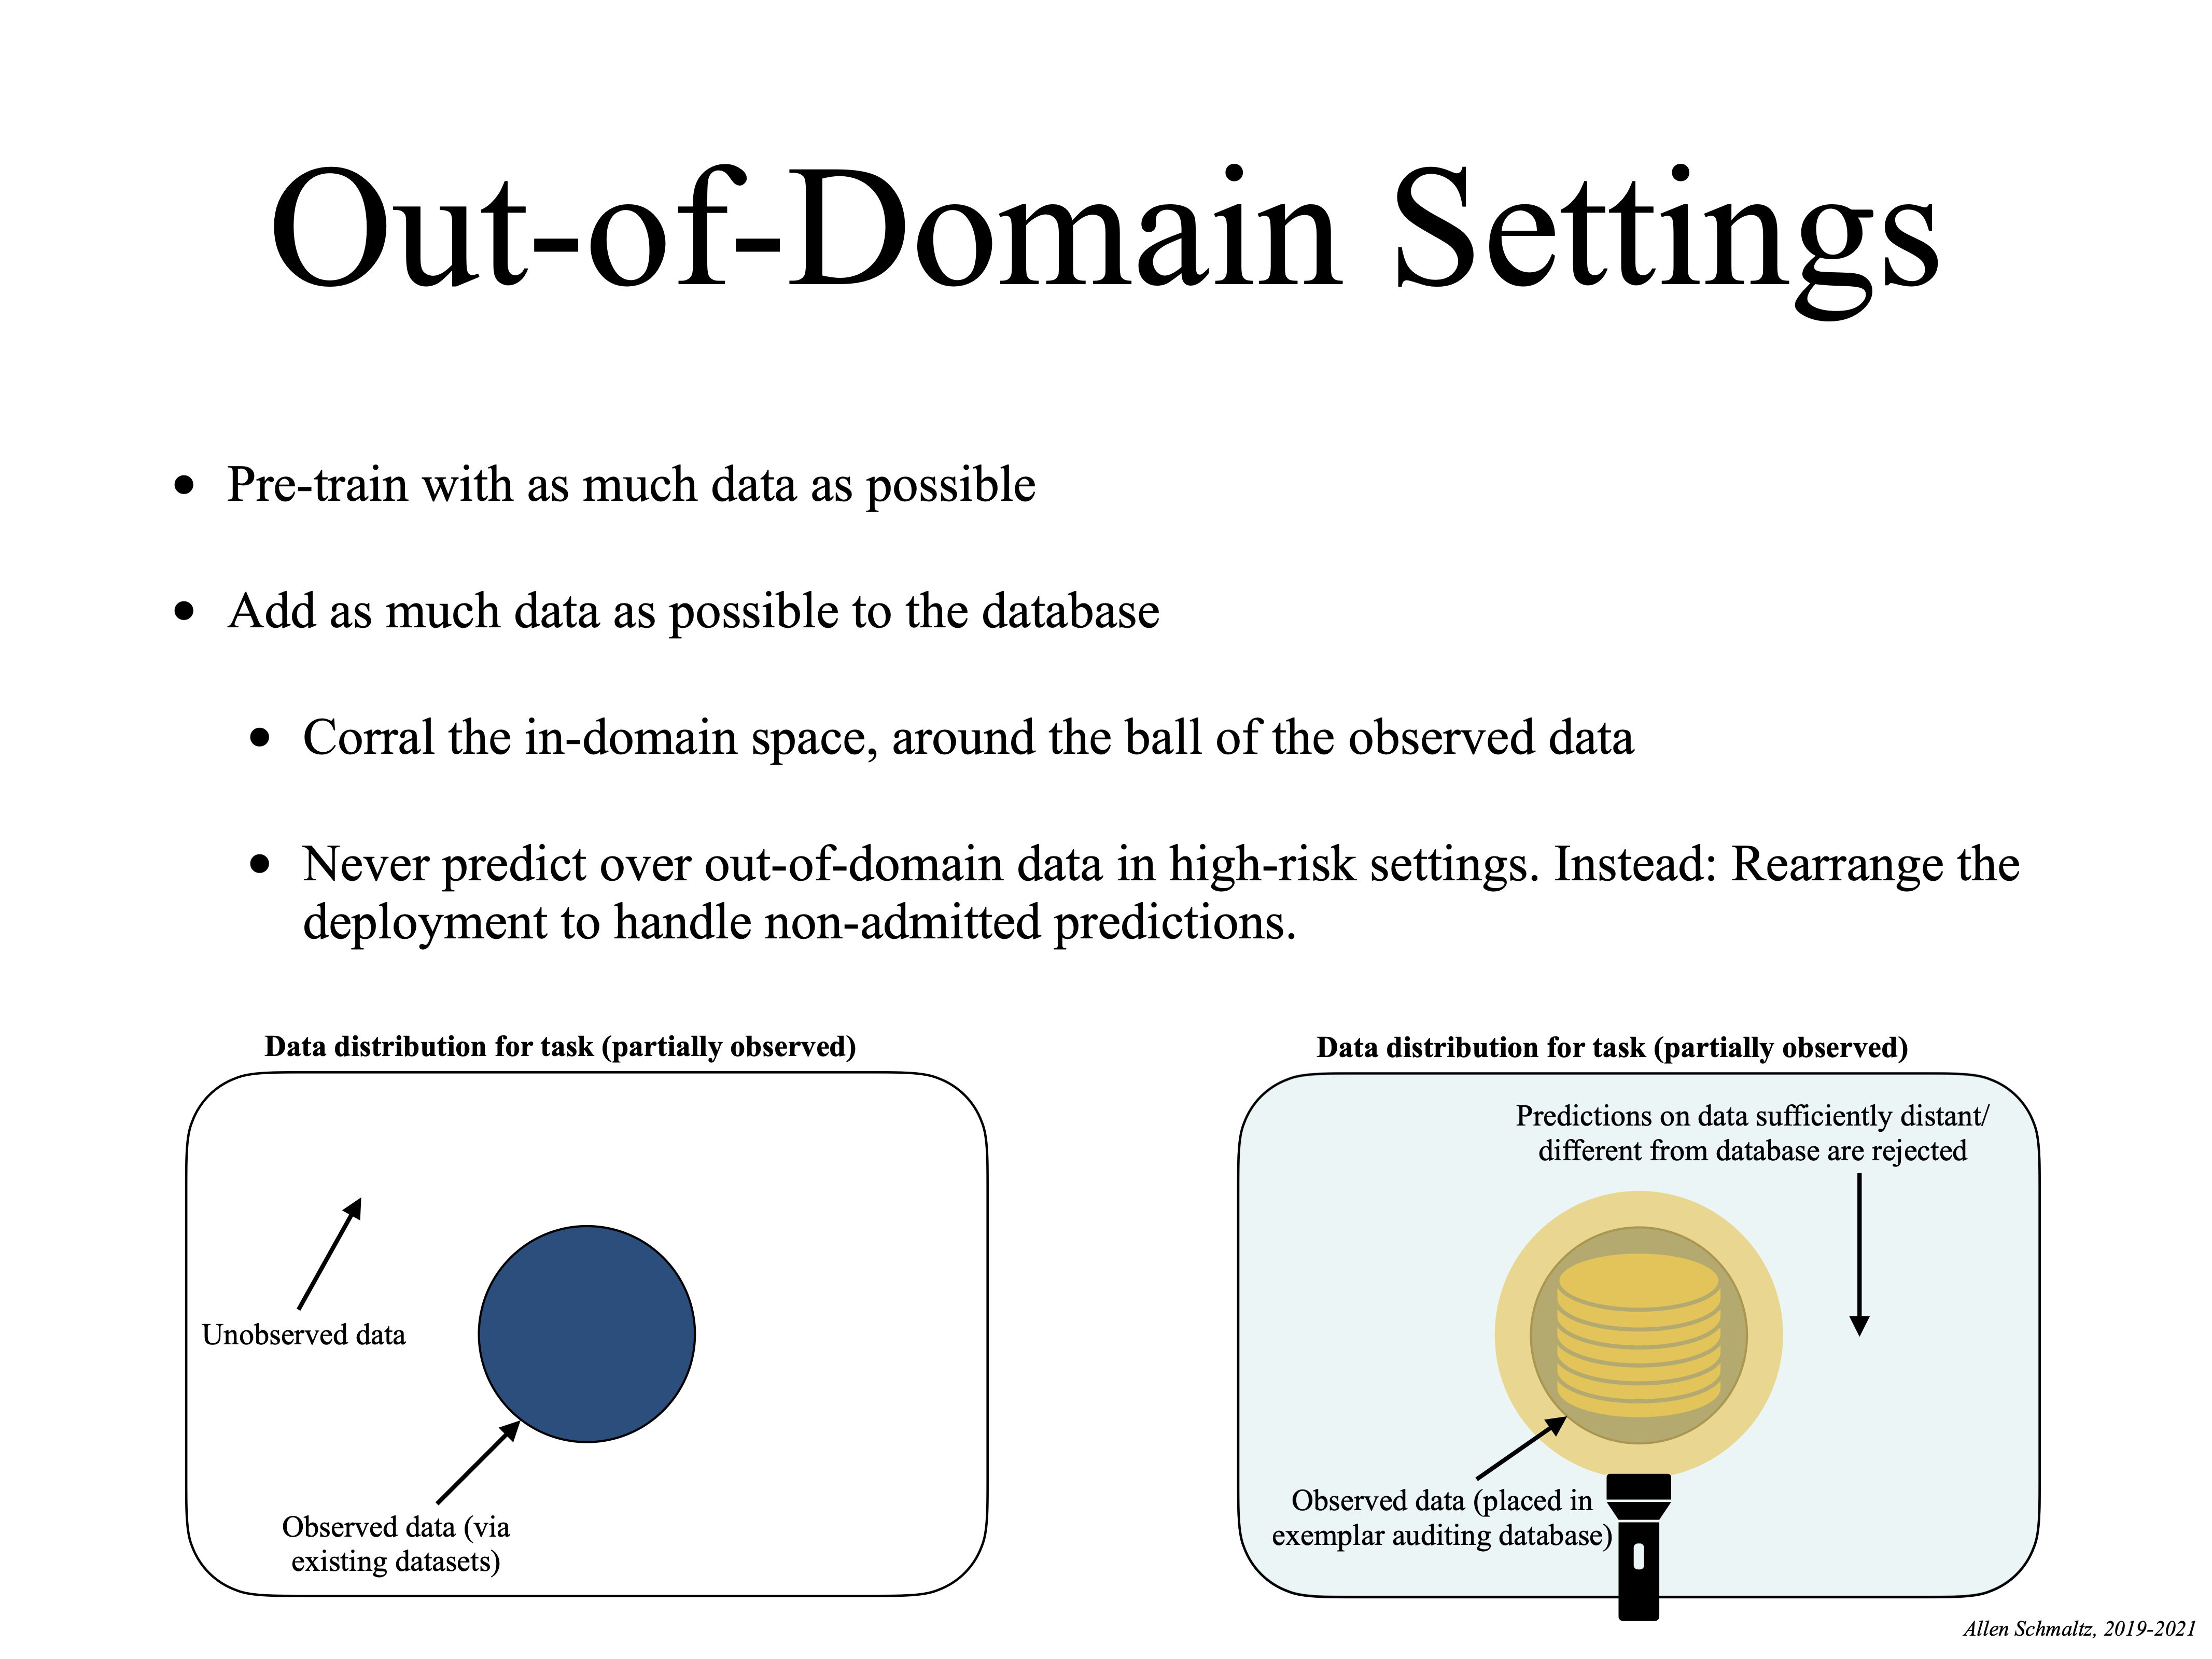 Out-of-Domain Settings
• Pre-train with as much data as possible
• Add as much data as possible to the database
• Corral the in-domain space, around the ball of the observed data
• Never predict over out-of-domain data in high-risk settings. Instead: Rearrange the
deployment to handle non-admitted predictions.
Data distribution for task (partially observed)
Unobserved data
Observed data (via
existing datasets)
Data distribution for task (partially observed)
Predictions on data sufficiently distant/
different from database are rejected
Observed data (placed in
exemplar auditing database)
Allen Schmaltz, 2019-2021